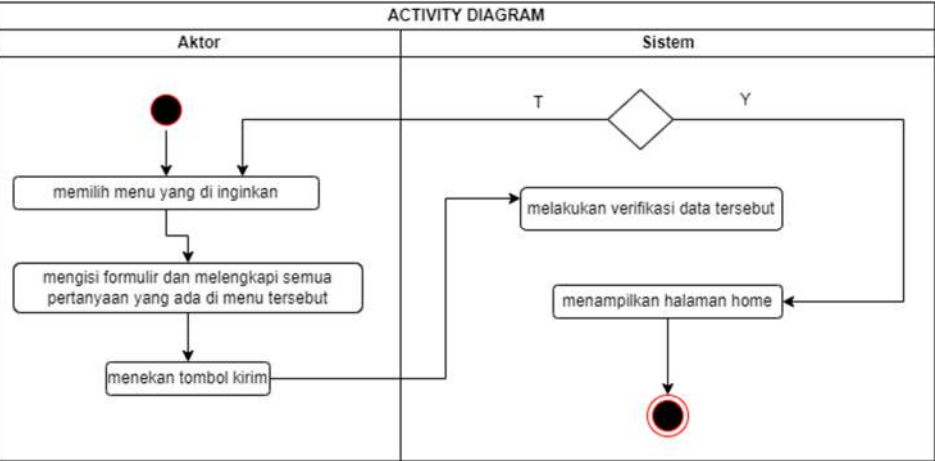 ACTIVITY DIAGRAM
Aktor
Sistem
T
Y
memilih menu yang di inginkan
melakukan verifikasi data tersebut
mengisi formulir dan melengkapi semua
pertanyaan yang ada di menu tersebut
menampilkan halaman home
menekan tombol kirim